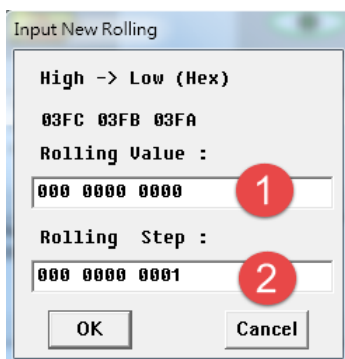 Input New Rolling
High -> Low (Hex)
03FC 03FB 03FA
Rolling Value :
000 0000 0000
1
Rolling Step :
000 0000 0001
2
OK Cancel